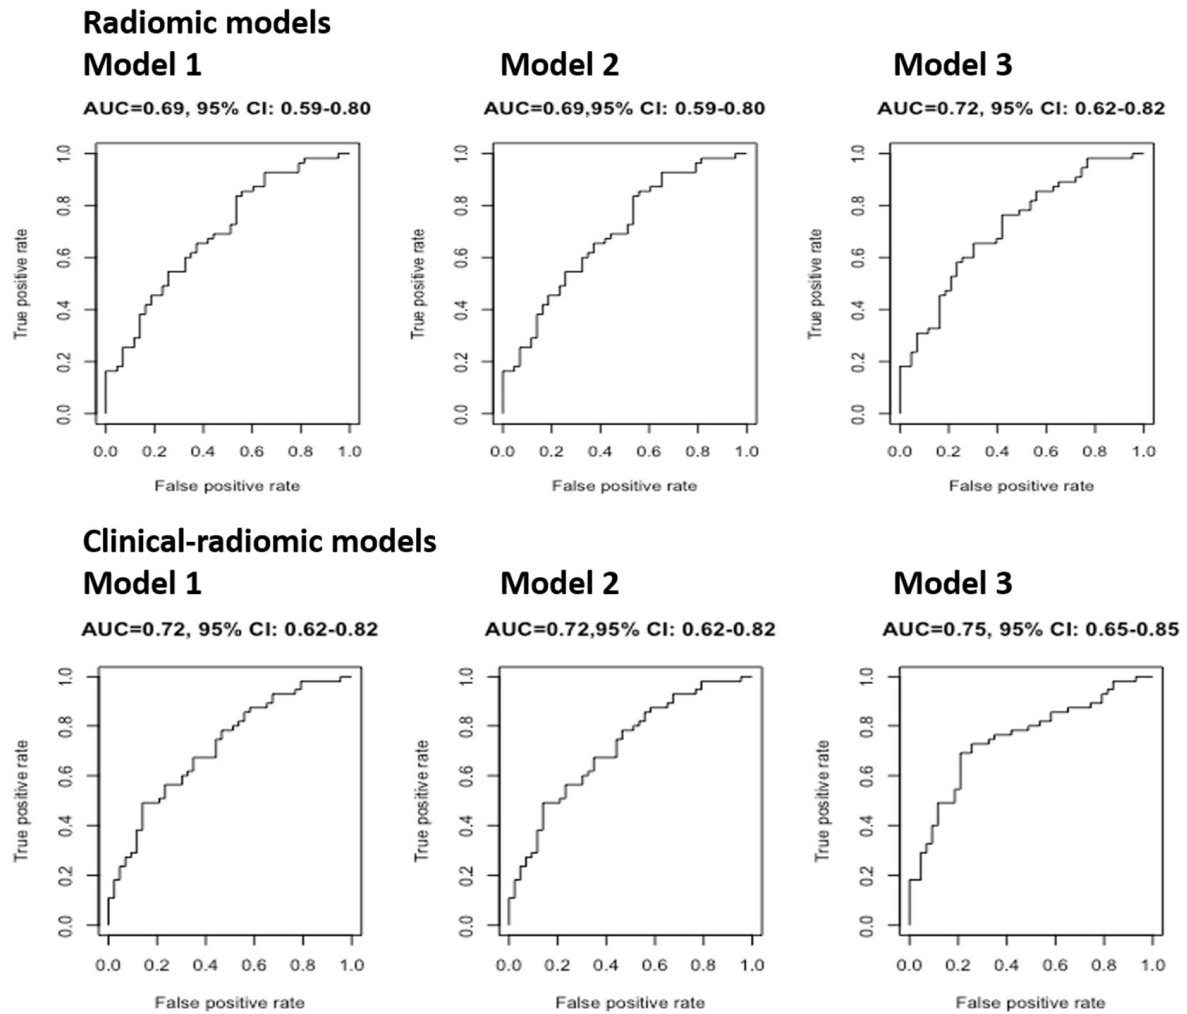 Radiomic models
Model 1 Model 2 Model 3
AUC=0.69, 95% CI: 0.59-0.80 AUC=0.69,95% CI: 0.59-0.80 AUC=0.72, 95% CI: 0.62-0.82
True positive rate
0.0 0.2 0.4 0.6 0.8 1.0
0.0 0.2 0.4 0.6 0.8 1.0
False positive rate
True positive rate
0.0 0.2 0.4 0.6 0.8 1.0
0.0 0.2 0.4 0.6 0.8 1.0
False positive rate
True positive rate
0.0 0.2 0.4 0.6 0.8 1.0
0.0 0.2 0.4 0.6 0.8 1.0
False positive rate
Clinical-radiomic models
Model 1 Model 2 Model 3
AUC=0.72, 95% CI: 0.62-0.82 AUC=0.72,95% CI: 0.62-0.82 AUC=0.75, 95% CI: 0.65-0.85
True positive rate
0.0 0.2 0.4 0.6 0.8 1.0
0.0 0.2 0.4 0.6 0.8 1.0
False positive rate
True positive rate
0.0 0.2 0.4 0.6 0.8 1.0
0.0 0.2 0.4 0.6 0.8 1.0
False positive rate
True positive rate
0.0 0.2 0.4 0.6 0.8 1.0
0.0 0.2 0.4 0.6 0.8 1.0
False positive rate